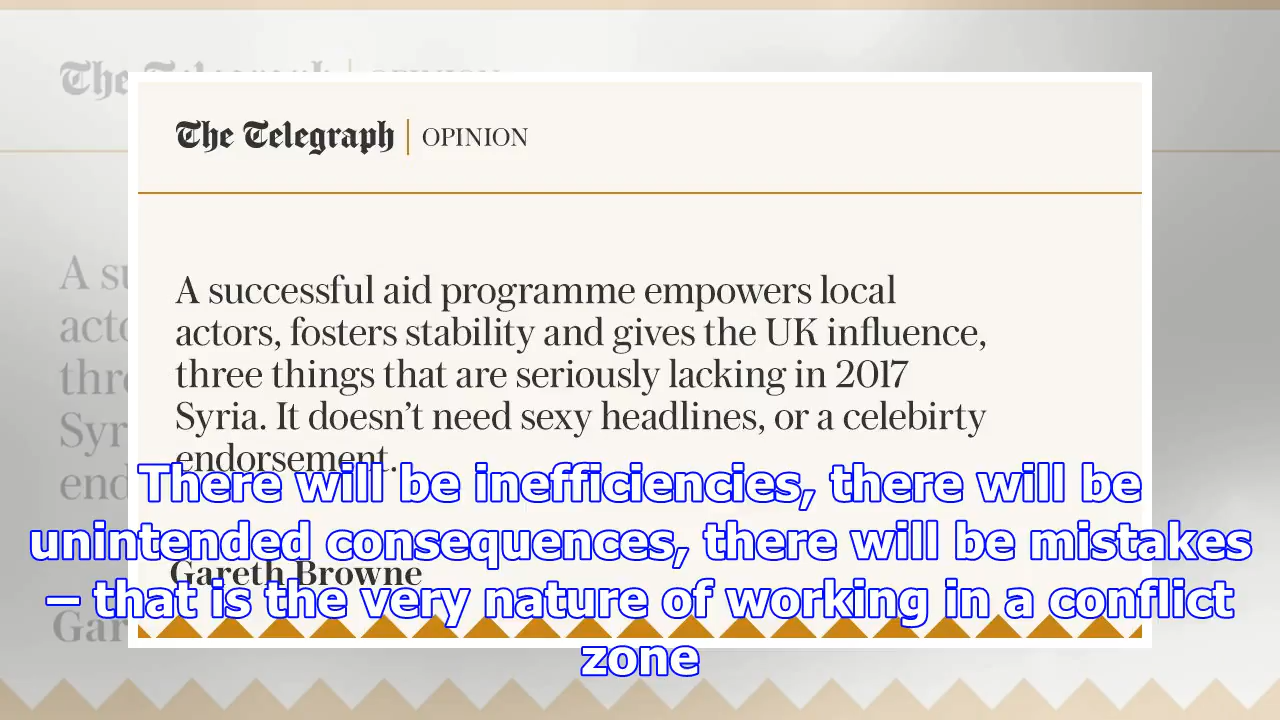 The Telegraph | OPINION
A successful aid programme empowers local
actors, fosters stability and gives the UK influence,
three things that are seriously lacking in 2017
Syria. It doesn't need sexy headlines, or a celebirty
endorsement.
Gareth Browne
There will be inefficiencies, there will be
unintended consequences, there will be mistakes
– that is the very nature of working in a conflict
zone